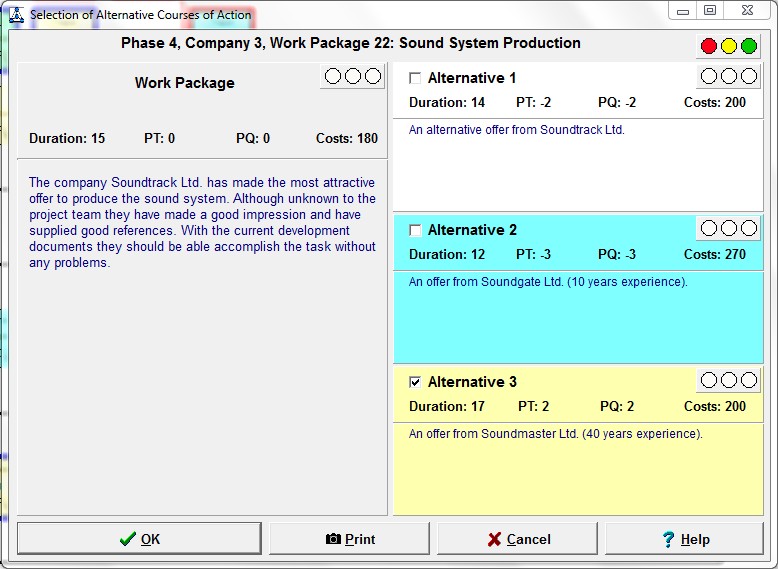 Selection of Alternative Courses of Action
Phase 4, Company 3, Work Package 22: Sound System Production
Work Package
Duration: 15 PT: 0 PQ: 0 Costs: 180
The company Soundtrack Ltd. has made the most attractive
offer to produce the sound system. Although unknown to the
project team they have made a good impression and have
supplied good references. With the current development
documents they should be able accomplish the task without
any problems.
Alternative 1
Duration: 14 PT: -2 PQ: -2 Costs: 200
An alternative offer from Soundtrack Ltd.
Alternative 2
Duration: 12 PT: -3 PQ: -3 Costs: 270
An offer from Soundgate Ltd. (10 years experience).
Alternative 3
Duration: 17 PT: 2 PQ: 2 Costs: 200
An offer from Soundmaster Ltd. (40 years experience).
OK Print Cancel Help